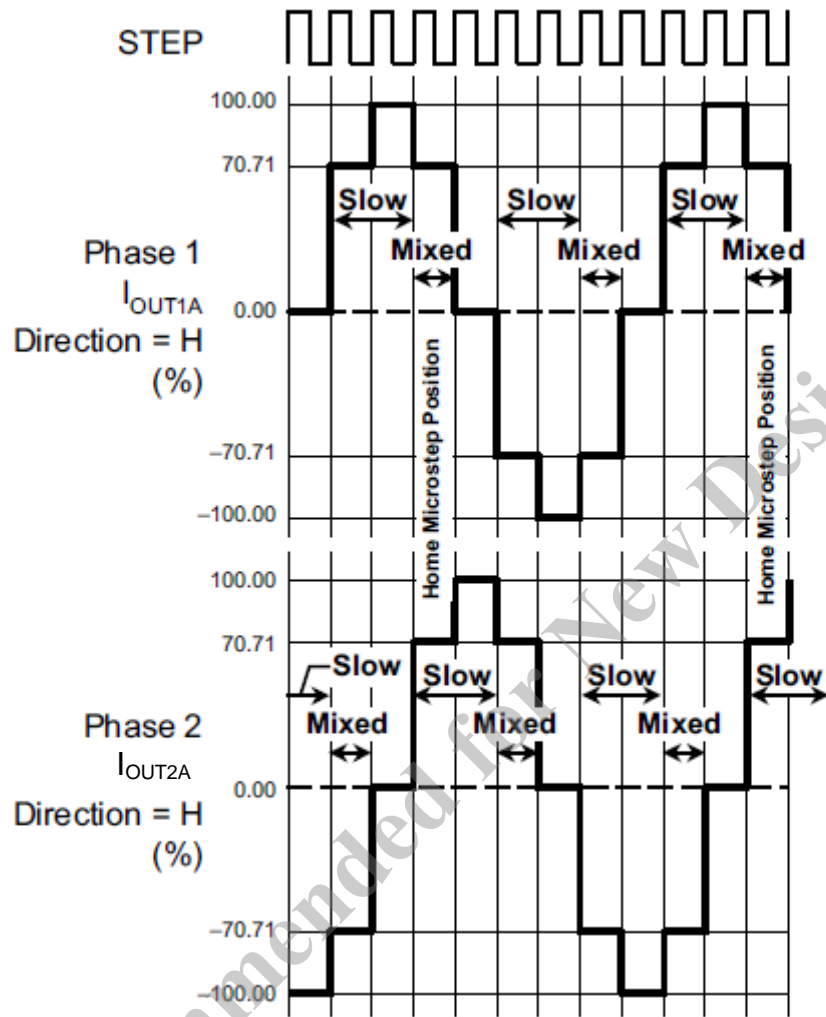 STEP
100.00
70.71
Slow
Slow
Slow
Phase 1
Mixed
Mixed
Mixed
IOUT1A
0.00
Direction = H
(%)
Home Microstep Position
Home Microstep Position
–70.71
–100.00
100.00
70.71
Slow
Slow
Slow
Slow
Phase 2
Mixed
Mixed
Mixed
IOUT2A
0.00
Direction = H
(%)
–70.71
–100.00
for New